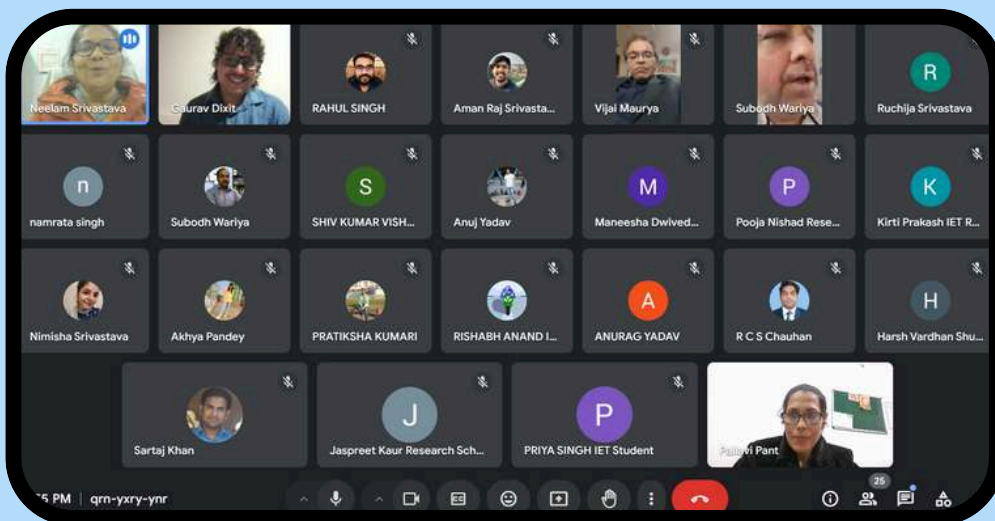 Neelam Srivastava
Gaurav Dixit
RAHUL SINGH
Aman Raj Srivasta...
Vijai Maurya
Subodh Wariya
R
Ruchija Srivastava
n
namrata singh
Subodh Wariya
S
SHIV KUMAR VISH...
Anuj Yadav
M
Maneesha Dwived...
P
Pooja Nishad Rese...
K
Kirti Prakash IET R...
Nimisha Srivastava
Akhya Pandey
PRATIKSHA KUMARI
RISHABH ANAND I...
A
ANURAG YADAV
R C S Chauhan
H
Harsh Vardhan Shu...
Sartaj Khan
J
Jaspreet Kaur Research Sch...
P
PRIYA SINGH IET Student
Pallavi Pant
5 PM | qrn-yxry-ynr
CC
25